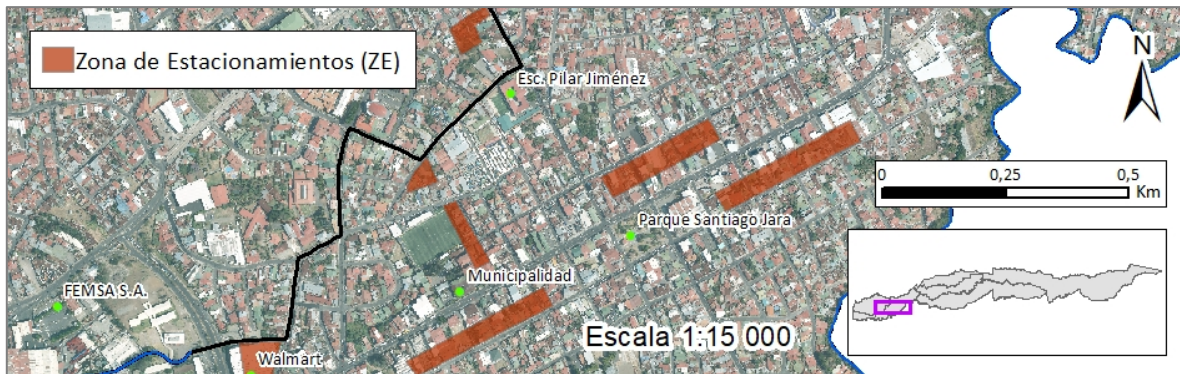 Zona de Estacionamientos (ZE)
Esc. Pilar Jiménez
N
0 0,25 0,5
Km
Parque Santiago Jara
Municipalidad
FEMSA S.A.
Escala 1:15 000
Walmart